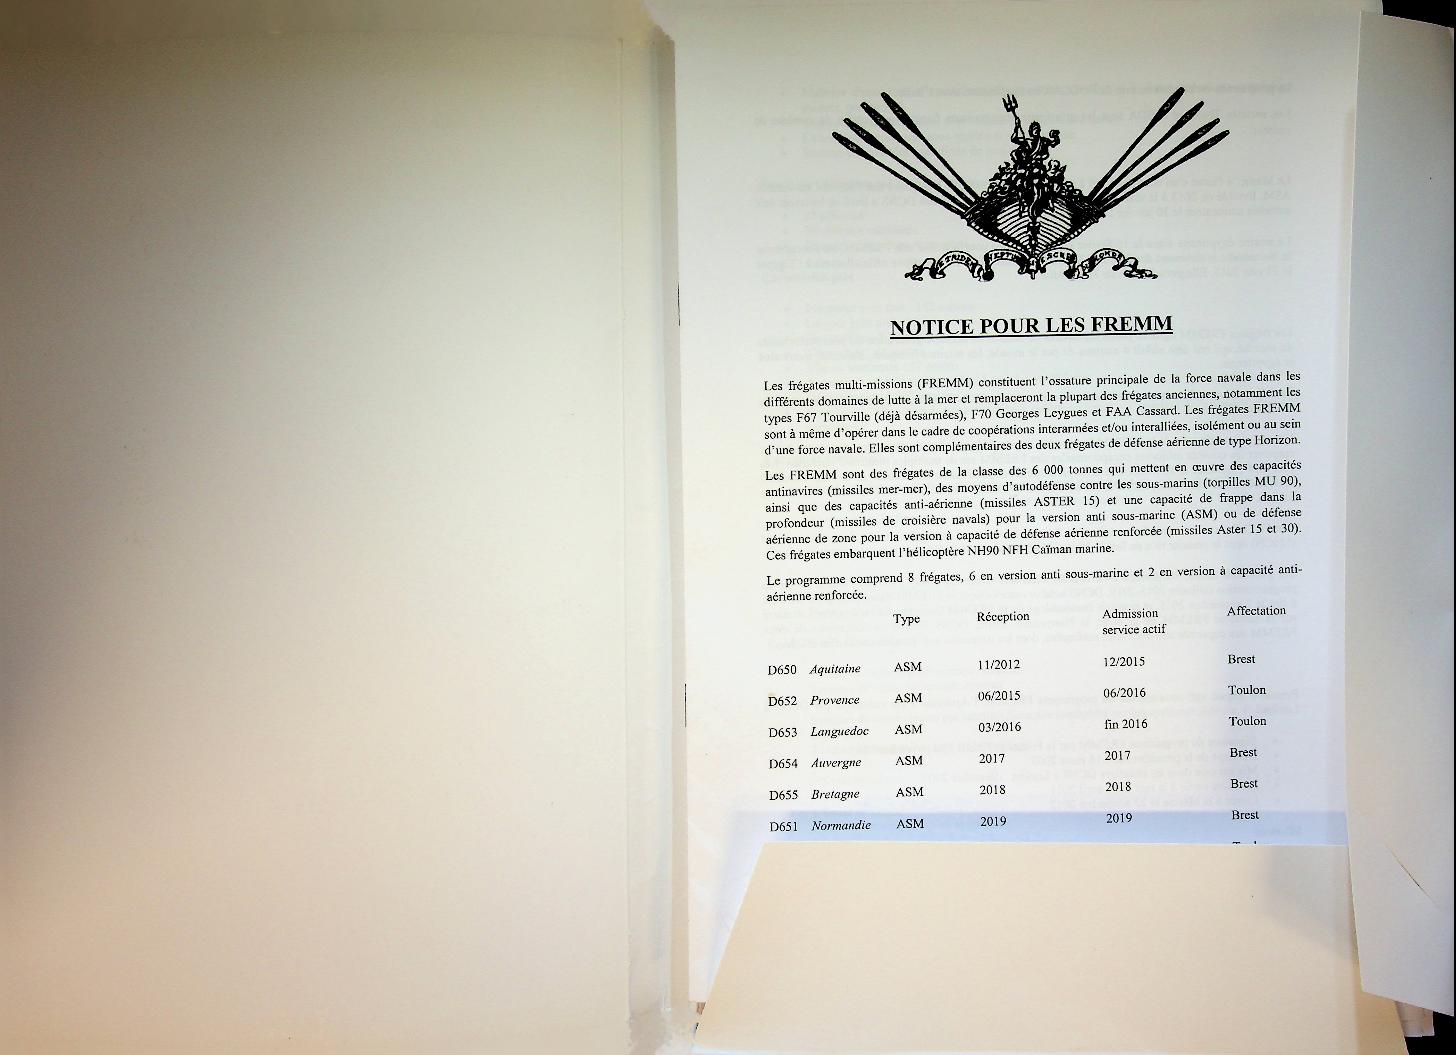 NOTICE POUR LES FREMM
Les frégates multi-missions (FREMM) constituent l'ossature principale de la force navale dans les
différents domaines de lutte à la mer et remplaceront la plupart des frégates anciennes, notamment les
types F67 Tourville (déjà désarmées), F70 Georges Leygues et FAA Cassard. Les frégates FREMM
sont à même d'opérer dans le cadre de coopérations interarmées et/ou interalliées, isolément ou au sein
d'une force navale. Elles sont complémentaires des deux frégates de défense aérienne de type Horizon.
Les FREMM sont des frégates de la classe des 6 000 tonnes qui mettent en œuvre des capacités
antinavires (missiles mer-mer), des moyens d'autodéfense contre les sous-marins (torpilles MU 90),
ainsi que des capacités anti-aérienne (missiles ASTER 15) et une capacité de frappe dans la
profondeur (missiles de croisière navals) pour la version anti sous-marine (ASM) ou de défense
aérienne de zone pour la version à capacité de défense aérienne renforcée (missiles Aster 15 et 30).
Ces frégates embarquent l'hélicoptère NH90 NFH Caïman marine.
Le programme comprend 8 frégates, 6 en version anti sous-marine et 2 en version à capacité anti-
aérienne renforcée.
Type Réception Admission service actif Affectation
D650 Aquitaine ASM 11/2012 12/2015 Brest
D652 Provence ASM 06/2015 06/2016 Toulon
D653 Languedoc ASM 03/2016 fin 2016 Toulon
D654 Auvergne ASM 2017 2017 Brest
D655 Bretagne ASM 2018 2018 Brest
D651 Normandie ASM 2019 2019 Brest